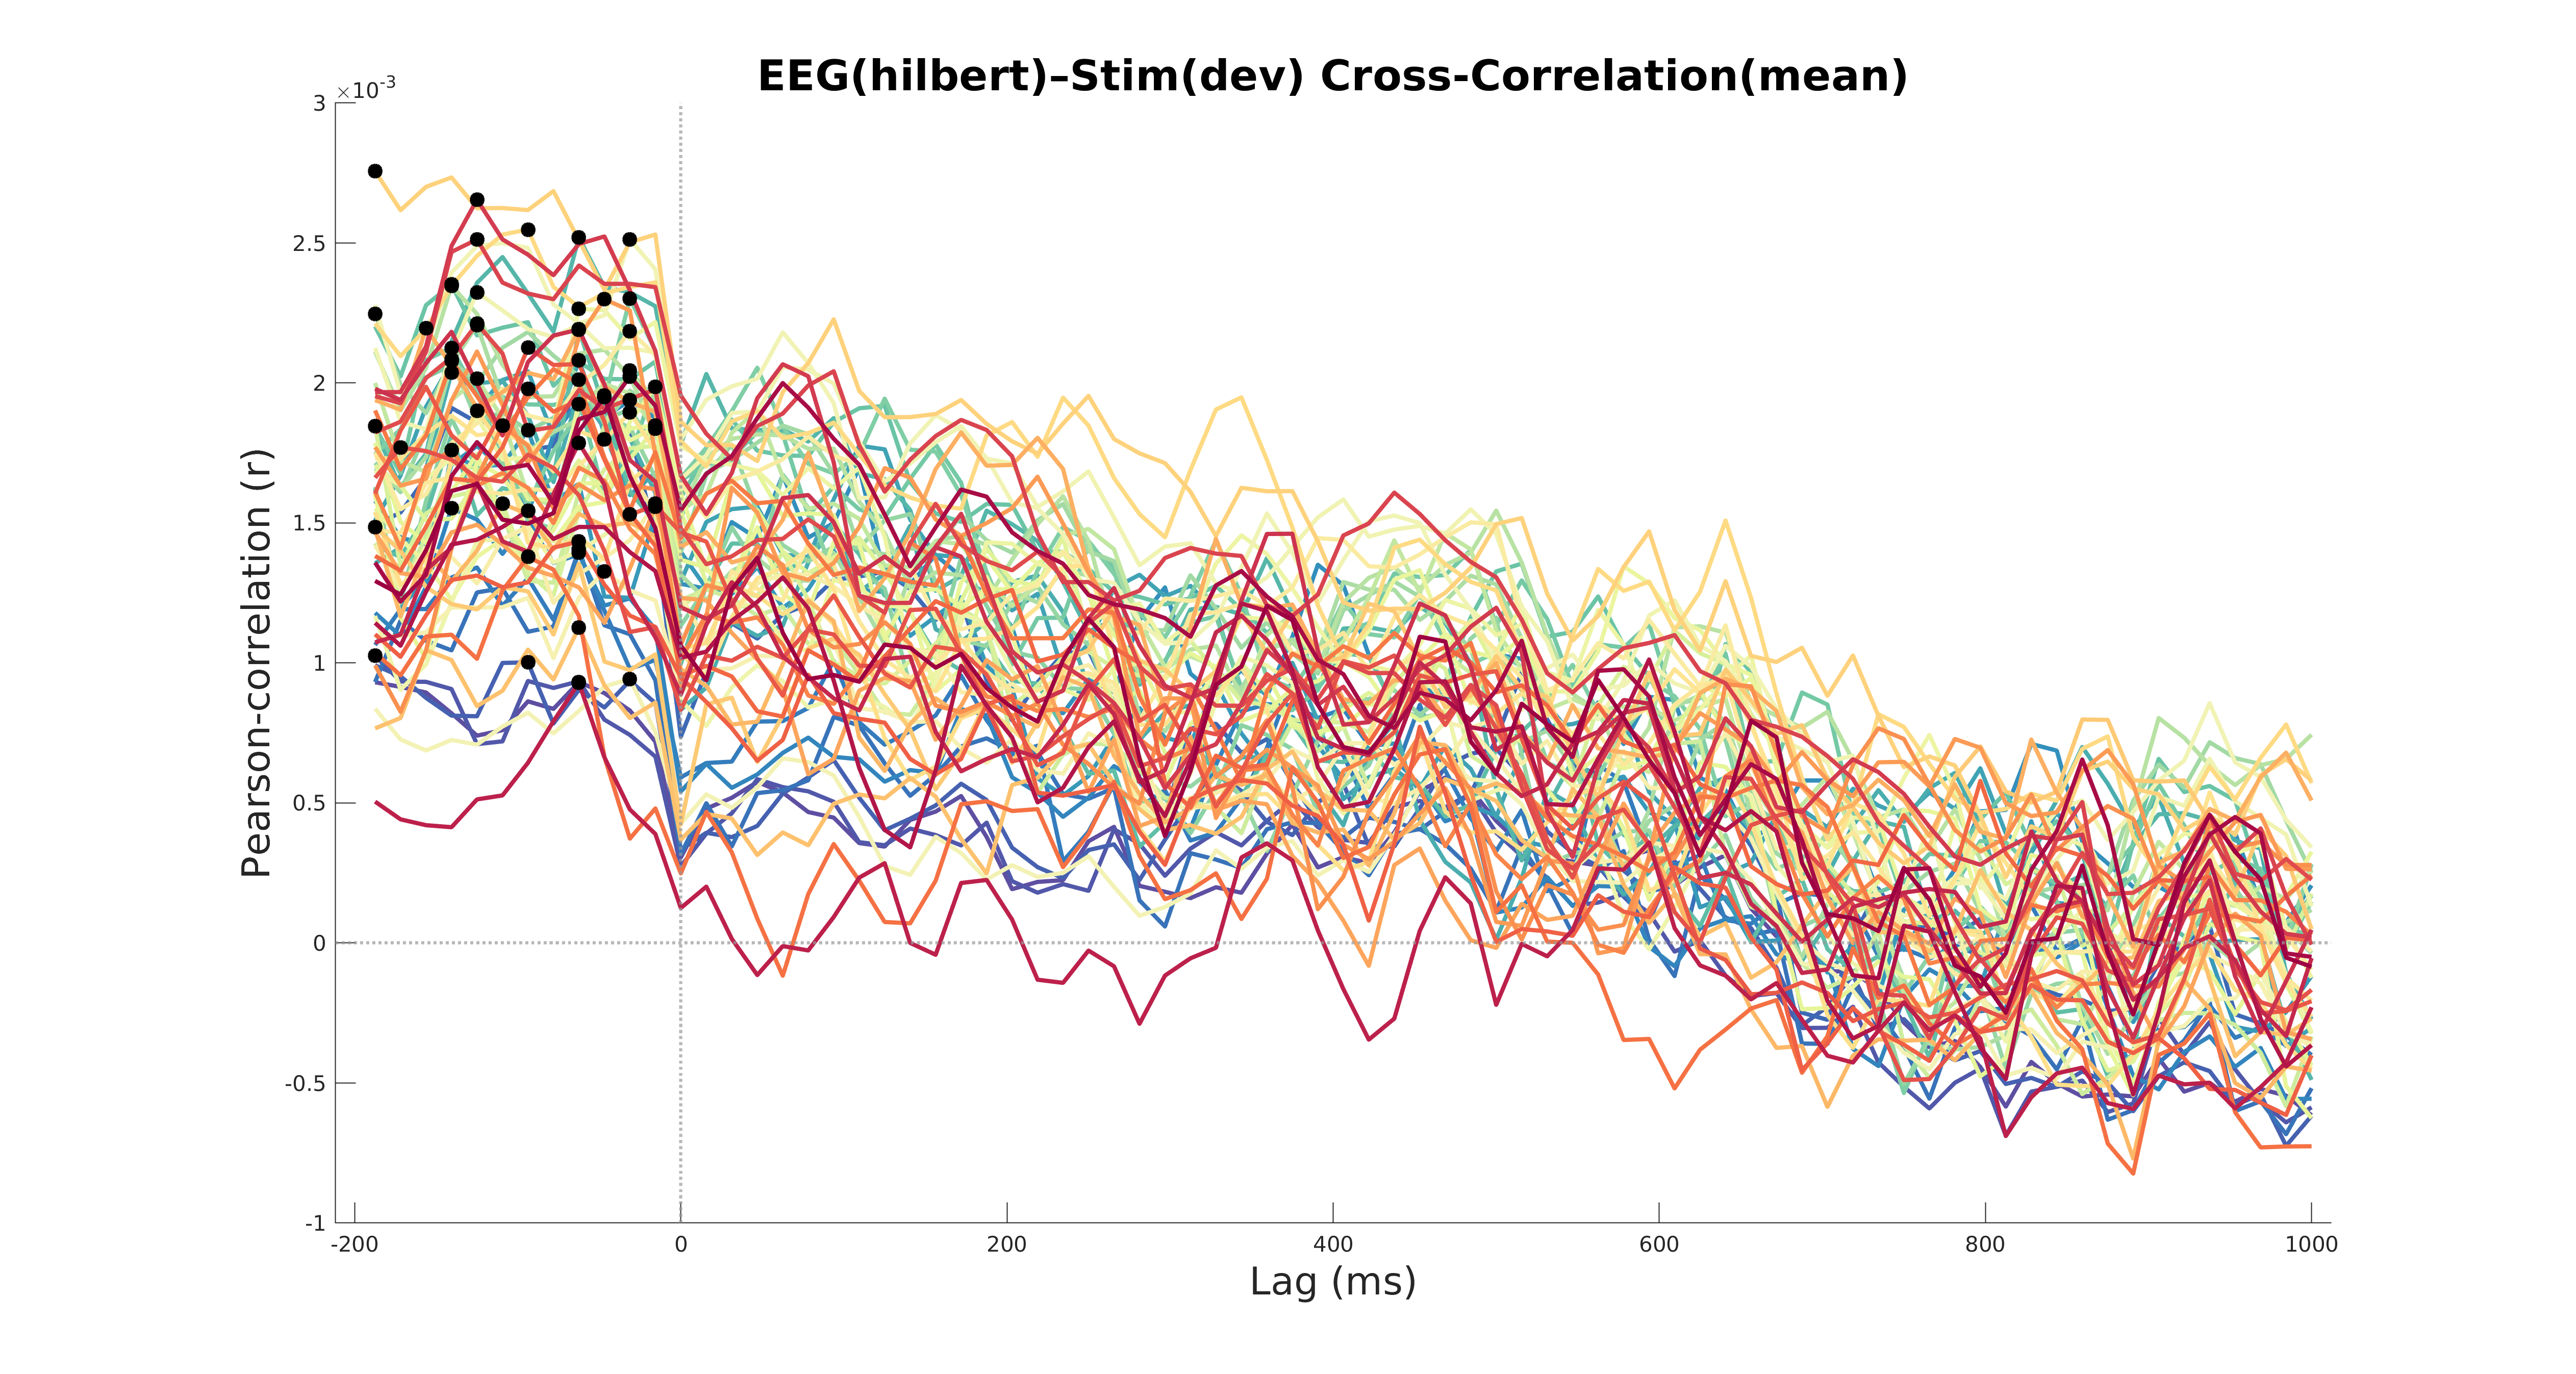 EEG(hilbert)–Stim(dev) Cross-Correlation(mean)
×10-3
3
2.5
2
1.5
1
0.5
0
-0.5
-1
Pearson-correlation (r)
-200 0 200 400 600 800 1000
Lag (ms)